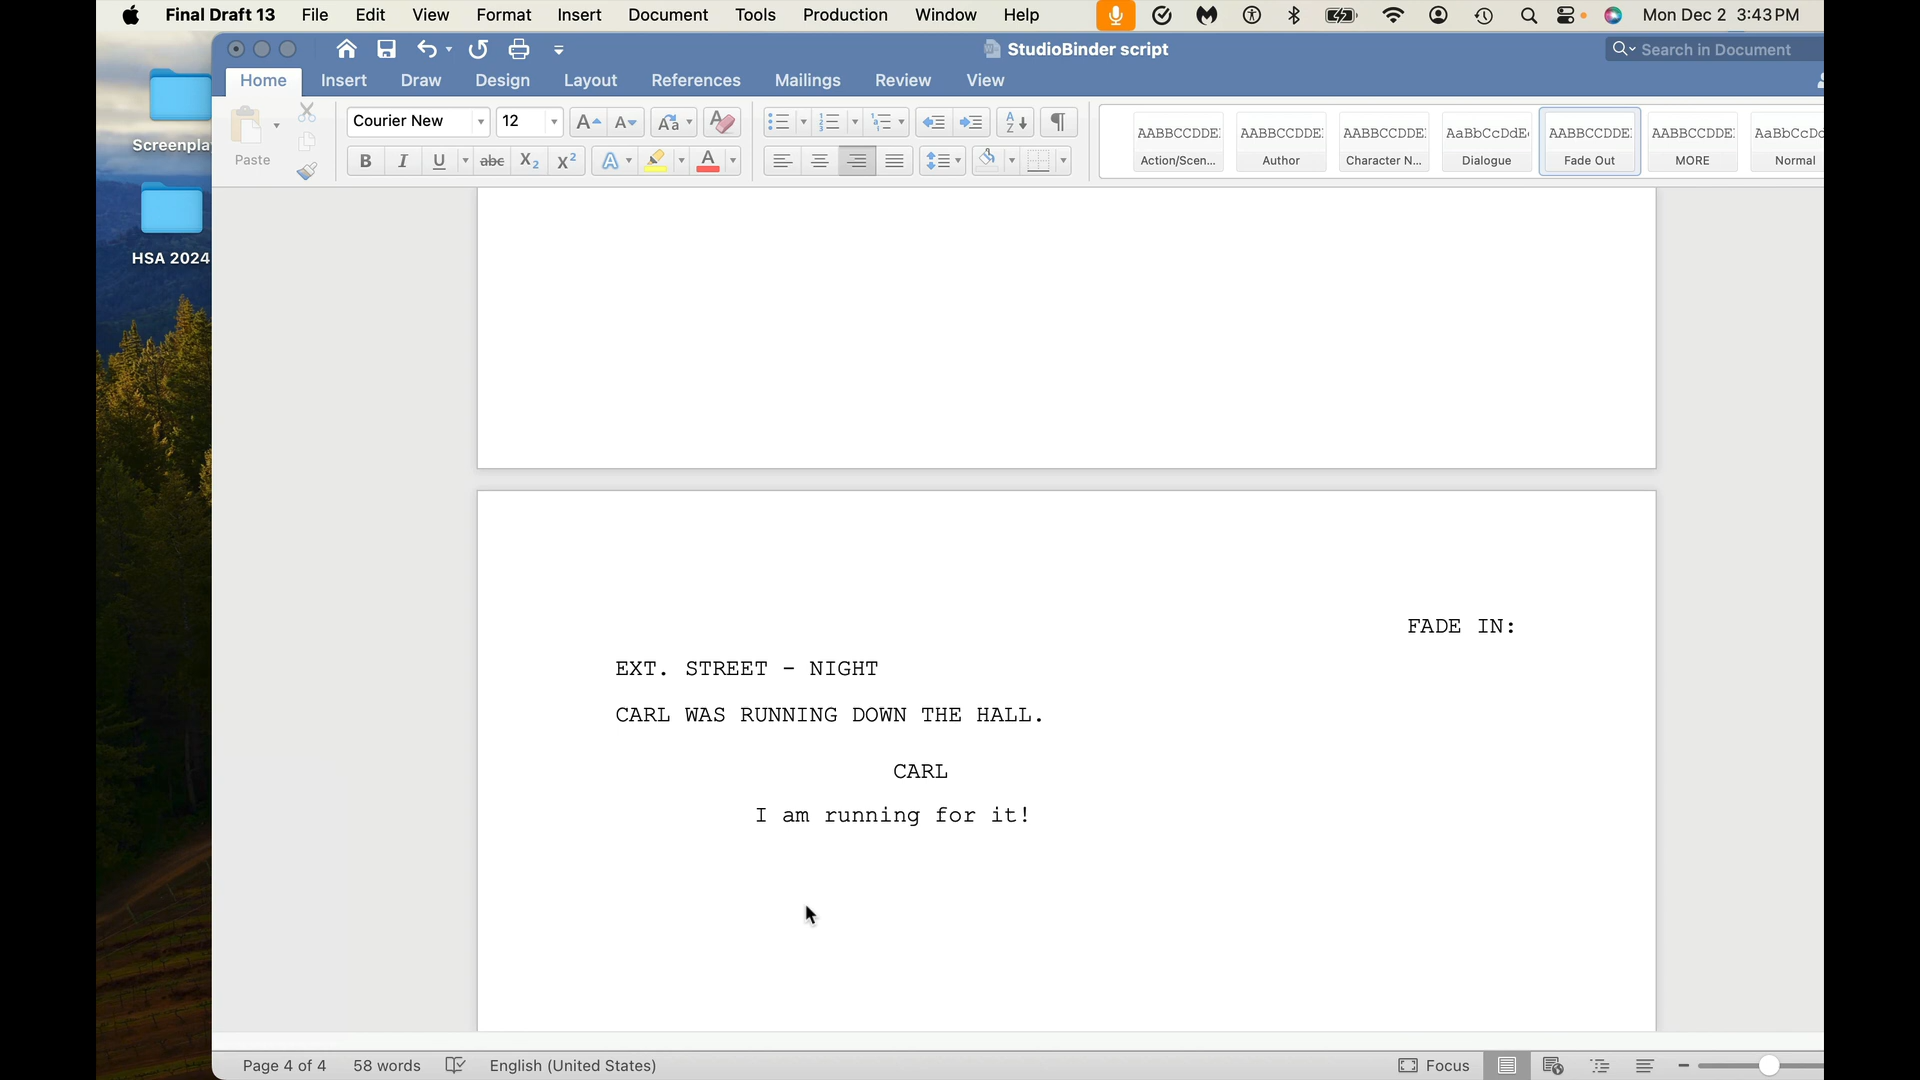 Final Draft 13 File Edit View Format Insert Document Tools Production Window Help Mon Dec 2 3:43 PM
StudioBinder script
Search in Document
Home Insert Draw Design Layout References Mailings Review View
Screenpla
HSA 2024
Paste
Courier New 12
AABBCCDDE AABBCCDDE AABBCCDDE AaBbCcDdE AABBCCDDE AABBCCDDE AaBbCcDd
Action/Scen... Author Character N... Dialogue Fade Out MORE Normal
FADE IN:
EXT. STREET - NIGHT
CARL WAS RUNNING DOWN THE HALL.
CARL
I am running for it!
Page 4 of 4 58 words English (United States) Focus